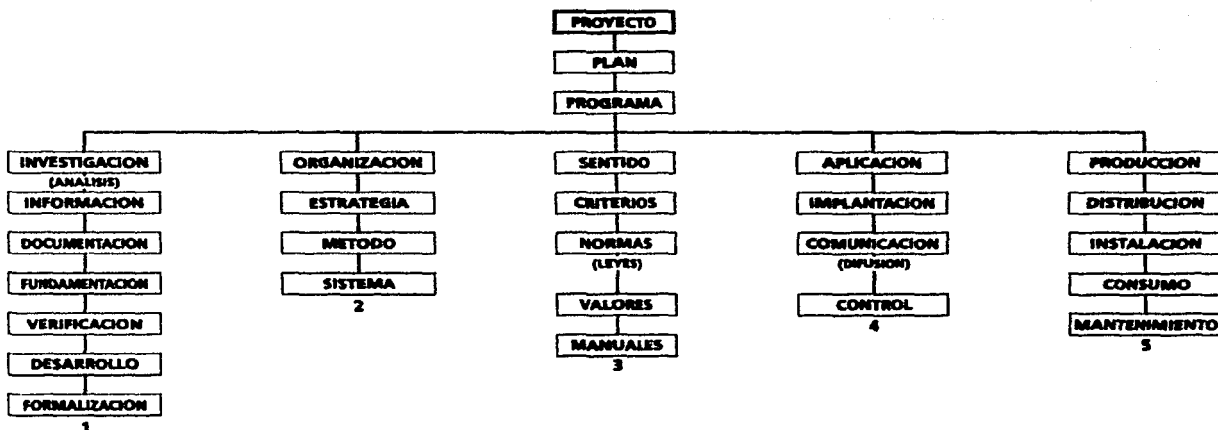 PROYECTO
PLAN
PROGRAMA
INVESTIGACION
(ANALISIS)
INFORMACION
DOCUMENTACION
FUNDAMENTACION
VERIFICACION
DESARROLLO
FORMALIZACION
1
ORGANIZACION
ESTRATEGIA
METODO
SISTEMA
2
SENTIDO
CRITERIOS
NORMAS
(LEYES)
VALORES
MANUALES
3
APLICACION
IMPLANTACION
COMUNICACION
(DIFUSION)
CONTROL
4
PRODUCCION
DISTRIBUCION
INSTALACION
CONSUMO
MANTENIMIENTO
5